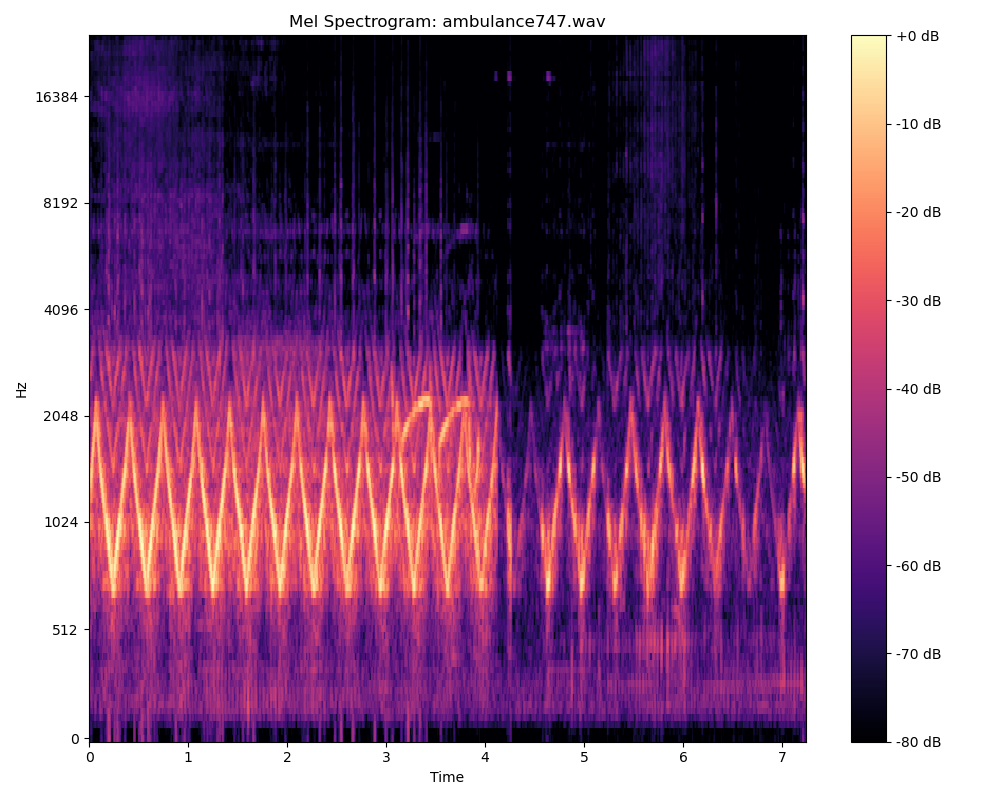 Mel Spectrogram: ambulance747.wav
+0 dB
16384
-10 dB
-20 dB
8192
-30 dB
4096
Hz
-40 dB
2048
-50 dB
1024
-60 dB
512
-70 dB
0
-80 dB
0 1 2 3 4 5 6 7
Time